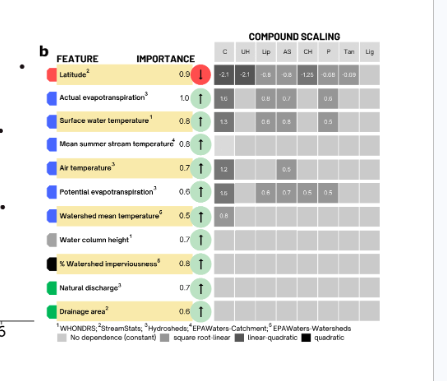 COMPOUND SCALING
b
FEATURE IMPORTANCE C UH Lip AS CH P Tan Lig
Latitude² 0.9 ↓ -2.1 -2.1 -0.8 -0.8 -1.25 -0.06 -0.09
Actual evapotranspiration³ 1.0 ↑ 1.0 0.8 0.7 0.8
Surface water temperature¹ 0.8 ↑ 1.3 0.8 0.8 0.5
Mean summer stream temperature⁴ 0.8 ↑
Air temperature³ 0.7 ↑ 1.2 0.5
Potential evapotranspiration³ 0.6 ↑ 1.5 0.6 0.7 0.5 0.5
Watershed mean temperature⁵ 0.5 ↑ 0.8
Water column height¹ 0.7 ↑
% Watershed imperviousness⁵ 0.8 ↑
Natural discharge³ 0.7 ↑
Drainage area² 0.6 ↑
¹WHONDRS; ²StreamStats; ³Hydrosheds; ⁴EPAWaters-Catchment; ⁵EPAWaters-Watersheds
No dependence (constant) square root-linear linear-quadratic quadratic